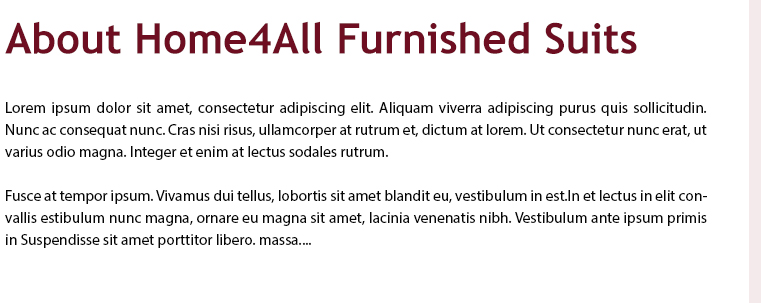 About Home4All Furnished Suits
Lorem ipsum dolor sit amet, consectetur adipiscing elit. Aliquam viverra adipiscing purus quis sollicitudin.
Nunc ac consequat nunc. Cras nisi risus, ullamcorper at rutrum et, dictum at lorem. Ut consectetur nunc erat, ut
varius odio magna. Integer et enim at lectus sodales rutrum.
Fusce at tempor ipsum. Vivamus dui tellus, lobortis sit amet blandit eu, vestibulum in est.In et lectus in elit con-
vallis estibulum nunc magna, ornare eu magna sit amet, lacinia venenatis nibh. Vestibulum ante ipsum primis
in Suspendisse sit amet porttitor libero. massa....